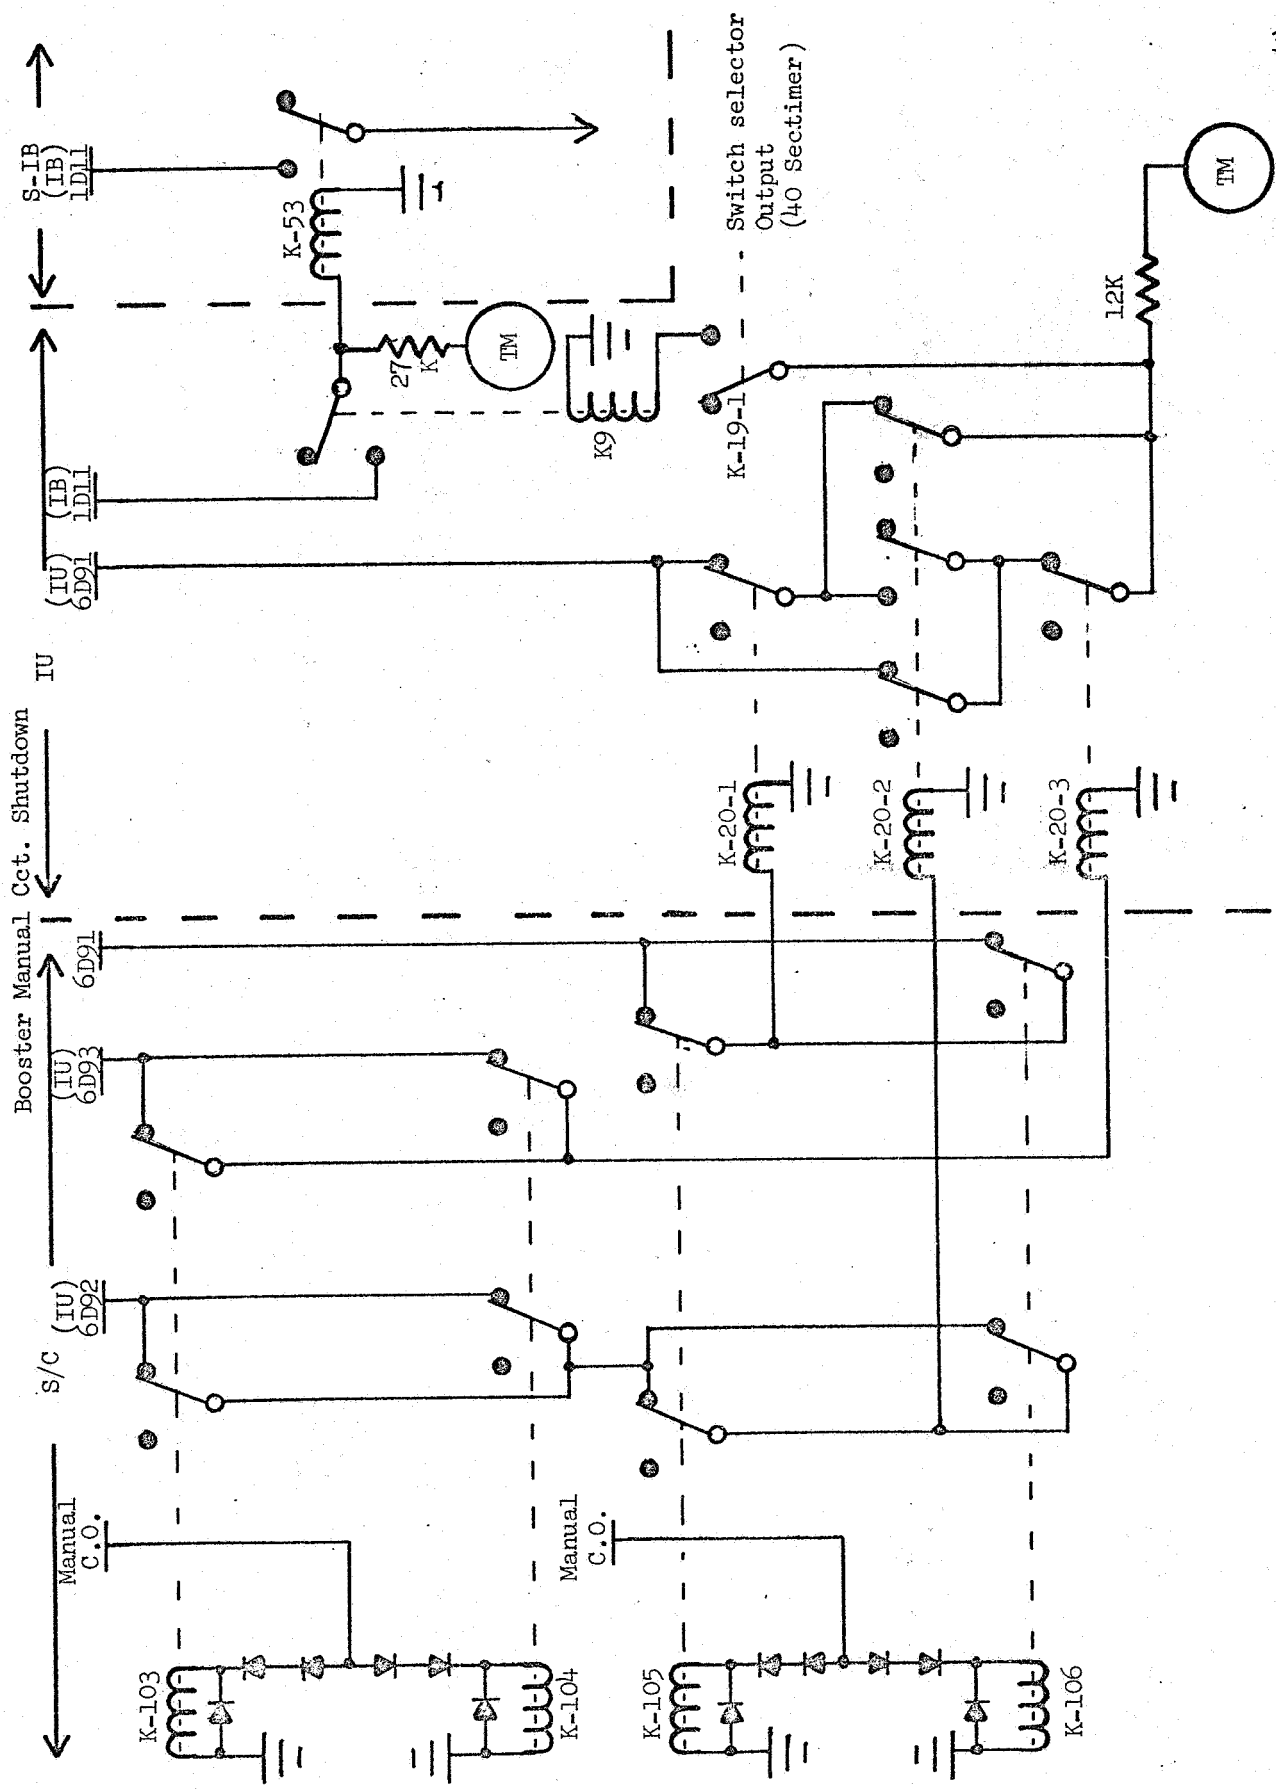 Booster Manual Cct. Shutdown
S/C
IU
S-IB
(IB)
1D11
Manual
C.O.
(IU)
6D92
(IU)
6D93
6D91
(IU)
6D91
(IB)
1D11
K-103
K-104
K-53
27
K
TM
K9
Manual
C.O.
K-105
K-106
K-20-1
K-20-2
K-20-3
K-19-1
Switch selector
Output
(40 Sectimer)
12K
TM